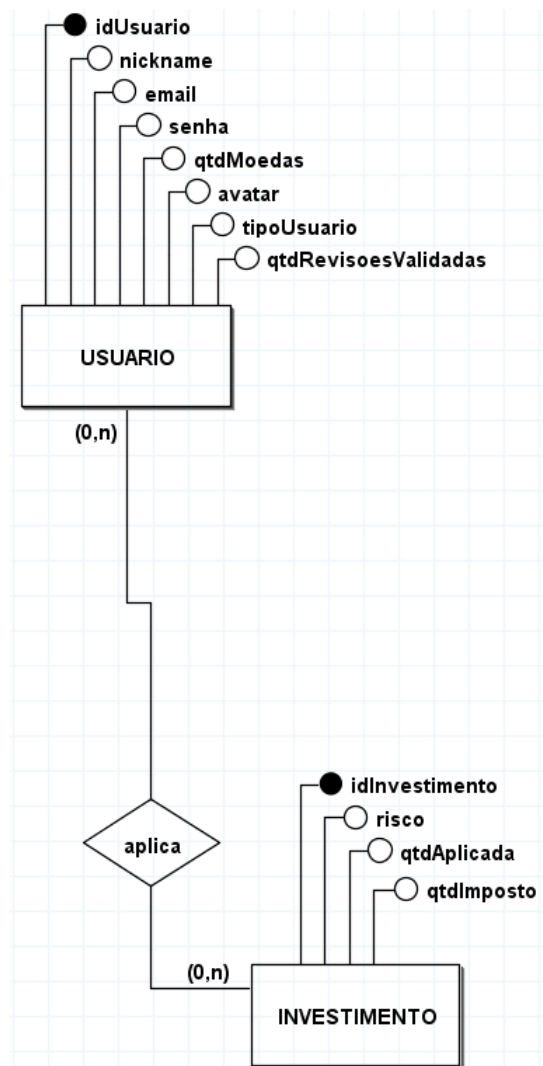 idUsuario
nickname
email
senha
qtdMoedas
avatar
tipoUsuario
qtdRevisoesValidadas
USUARIO
(0,n)
idInvestimento
risco
aplica
qtdAplicada
qtdImposto
(0,n)
INVESTIMENTO